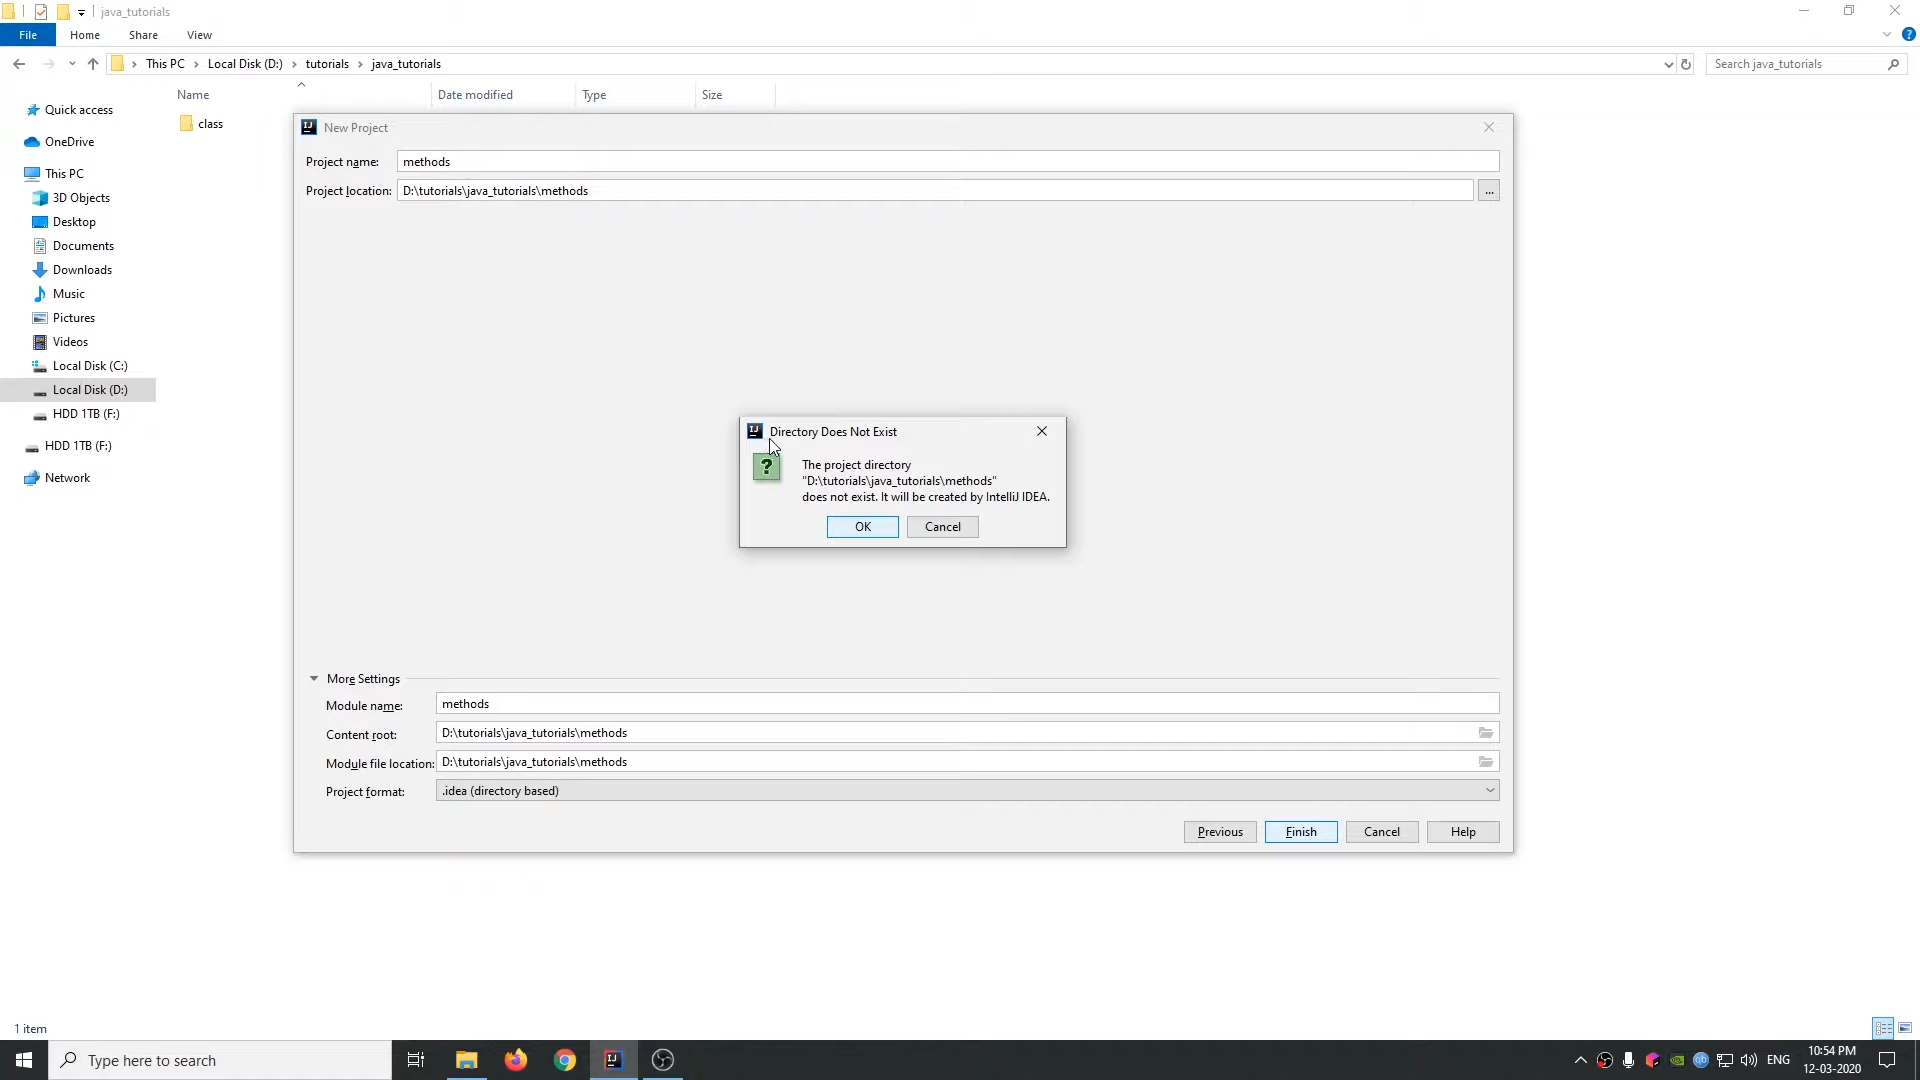 java_tutorials
File
Home
Share
View
This PC
Local Disk (D:)
tutorials
java_tutorials
Search java_tutorials
Name
Date modified
Type
Size
Quick access
OneDrive
This PC
3D Objects
Desktop
Documents
Downloads
Music
Pictures
Videos
Local Disk (C:)
Local Disk (D:)
HDD 1TB (F:)
HDD 1TB (F:)
Network
class
New Project
Project name: methods
Project location: D:\tutorials\java_tutorials\methods
...
Directory Does Not Exist
The project directory
"D:\tutorials\java_tutorials\methods"
does not exist. It will be created by IntelliJ IDEA.
OK
Cancel
More Settings
Module name: methods
Content root: D:\tutorials\java_tutorials\methods
Module file location: D:\tutorials\java_tutorials\methods
Project format: .idea (directory based)
Previous
Finish
Cancel
Help
1 item
Type here to search
ENG
10:54 PM
12-03-2020